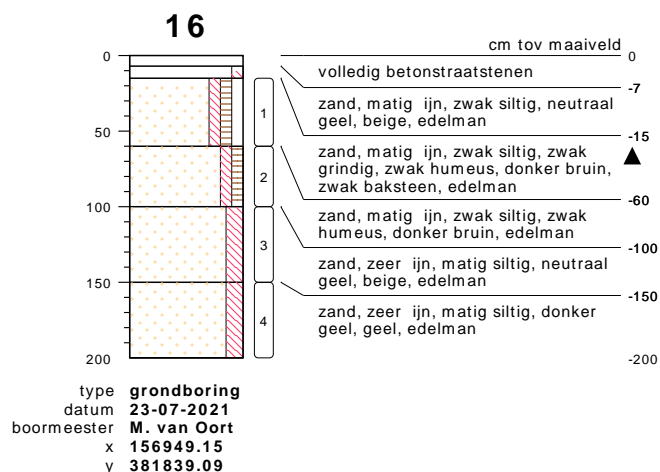 16
cm tov maaiveld
0
0
volledig betonstraatstenen
-7
zand, matig ijn, zwak siltig, neutraal
geel, beige, edelman
-15
1
50
zand, matig ijn, zwak siltig, zwak
grindig, zwak humeus, donker bruin,
zwak baksteen, edelman
-60
2
100
zand, matig ijn, zwak siltig, zwak
humeus, donker bruin, edelman
-100
3
zand, zeer ijn, matig siltig, neutraal
geel, beige, edelman
150
-150
4
zand, zeer ijn, matig siltig, donker
geel, geel, edelman
200
-200
type grondboring
datum 23-07-2021
boormeester M. van Oort
x 156949.15
y 381839.09